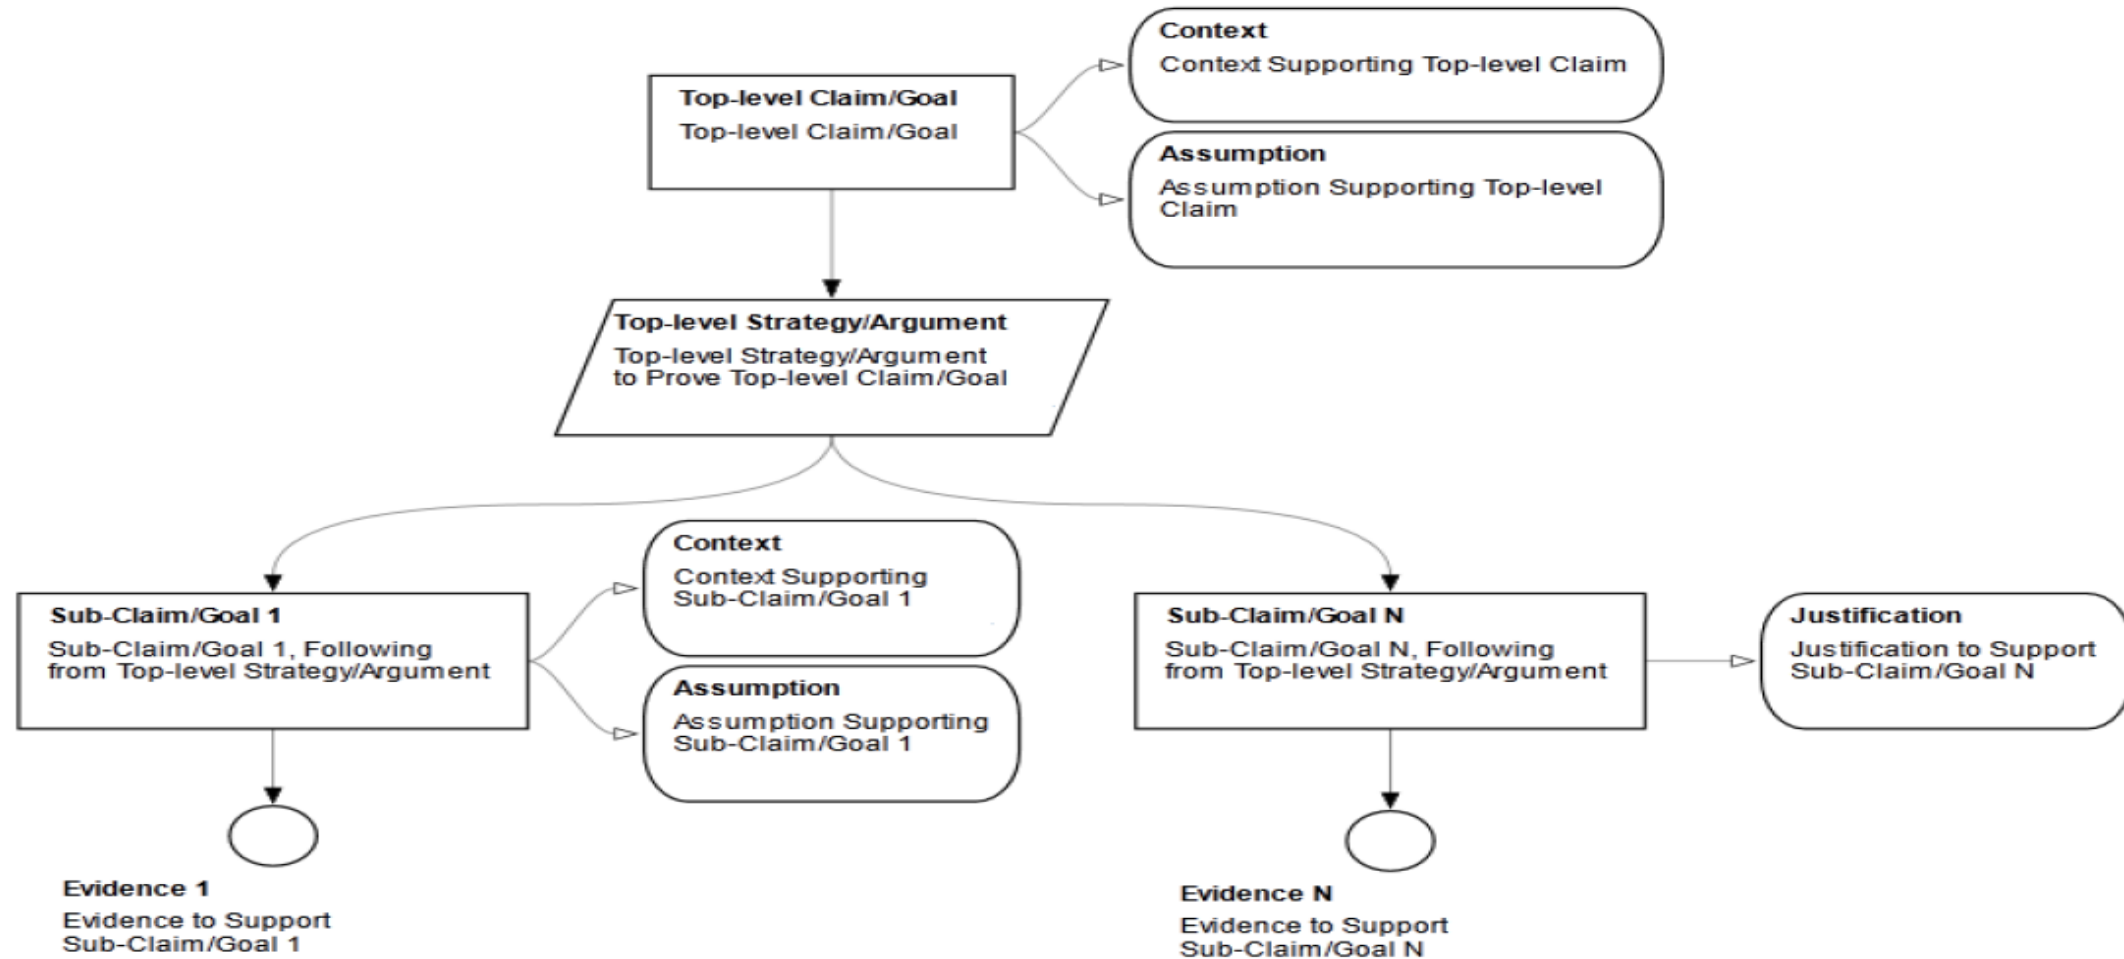 Context
Context Supporting Top-level Claim
Top-level Claim/Goal
Top-level Claim/Goal
Assumption
Assumption Supporting Top-level
Claim
Top-level Strategy/Argument
Top-level Strategy/Argument
to Prove Top-level Claim/Goal
Sub-Claim/Goal 1
Sub-Claim/Goal 1, Following
from Top-level Strategy/Argument
Context
Context Supporting
Sub-Claim/Goal 1
Assumption
Assumption Supporting
Sub-Claim/Goal 1
Sub-Claim/Goal N
Sub-Claim/Goal N, Following
from Top-level Strategy/Argument
Justification
Justification to Support
Sub-Claim/Goal N
Evidence 1
Evidence to Support
Sub-Claim/Goal 1
Evidence N
Evidence to Support
Sub-Claim/Goal N